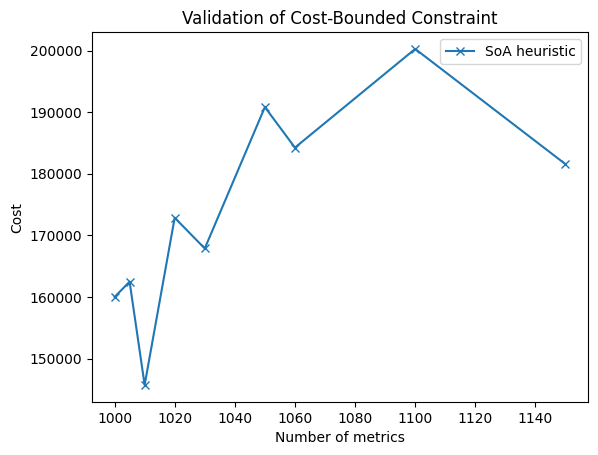 Validation of Cost-Bounded Constraint
SoA heuristic
200000
190000
180000
170000
160000
150000
Cost
1000 1020 1040 1060 1080 1100 1120 1140
Number of metrics